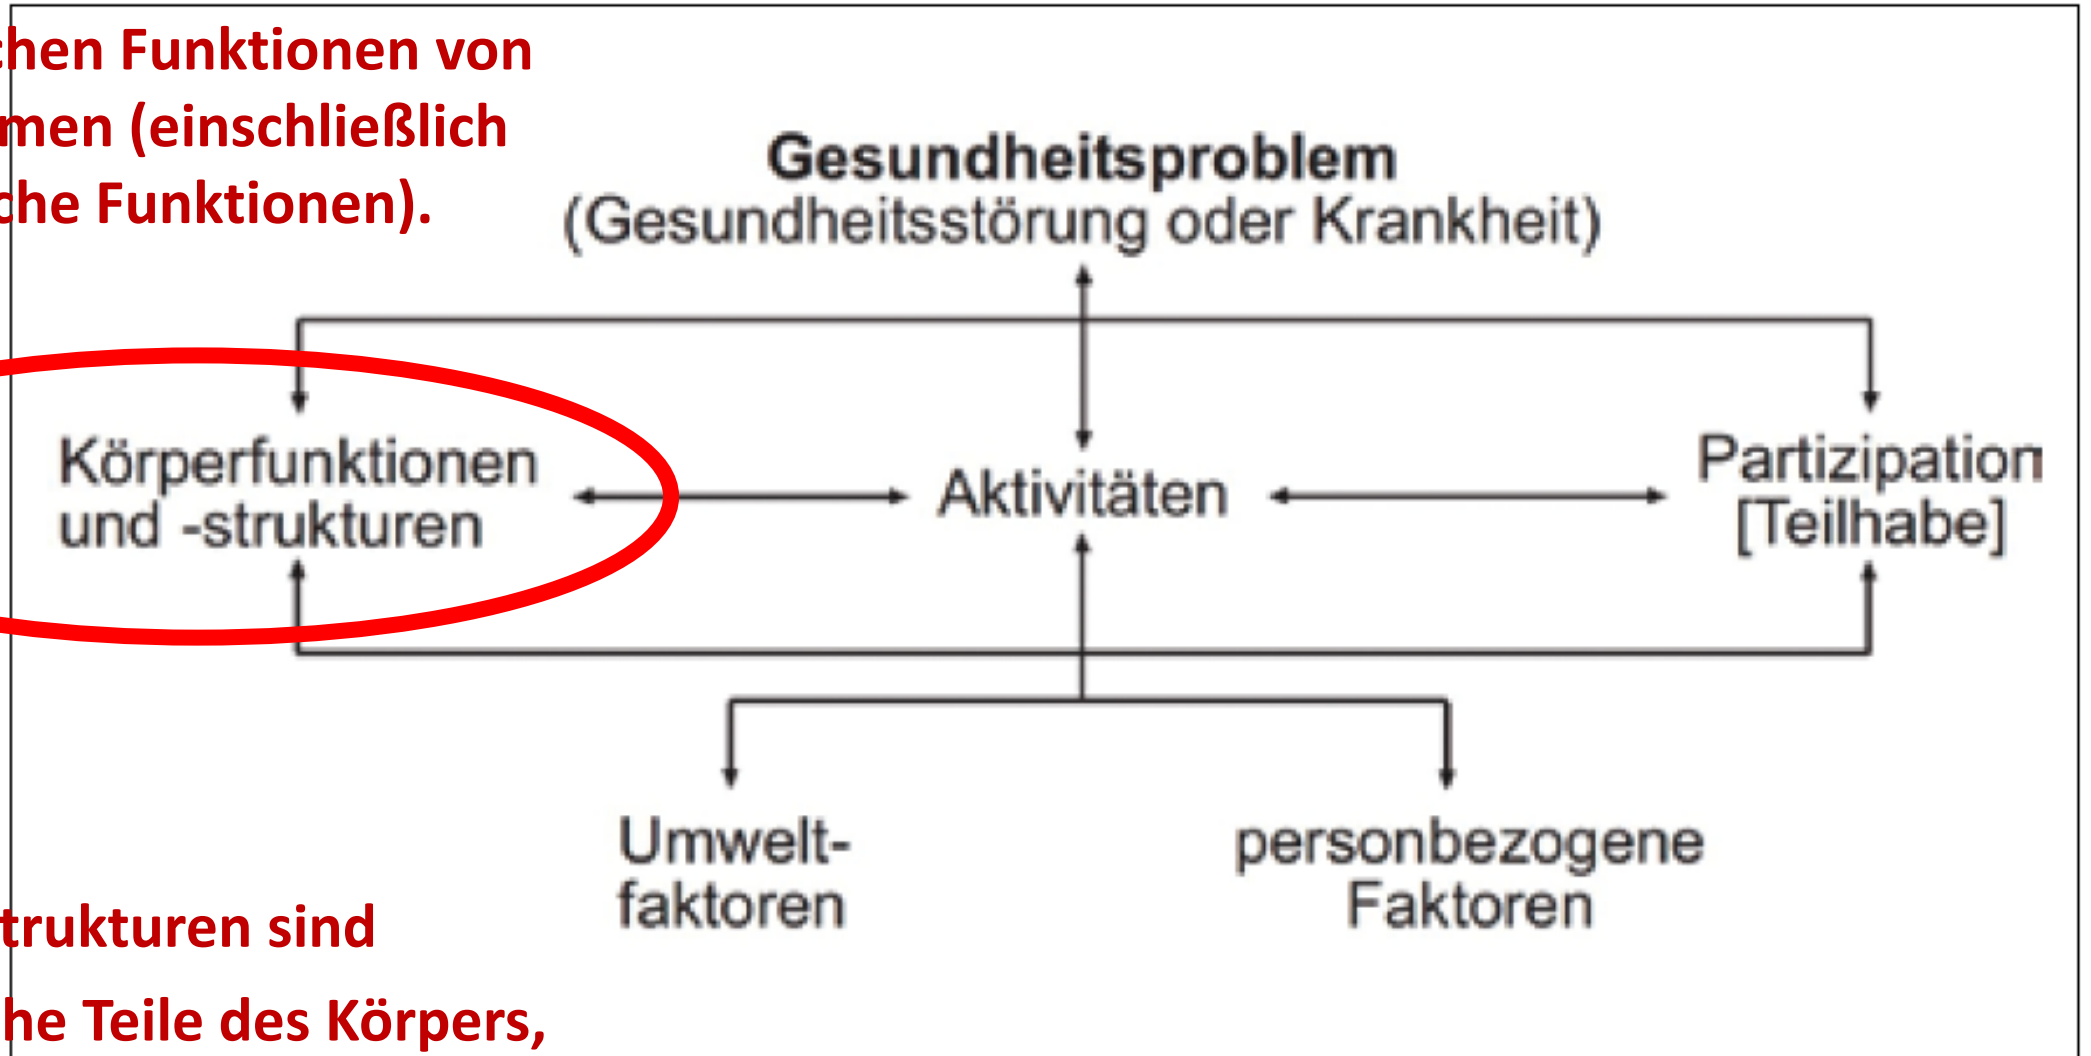 chen Funktionen von
men (einschließlich
che Funktionen).
Gesundheitsproblem
(Gesundheitsstörung oder Krankheit)
Körperfunktionen
und -strukturen
Aktivitäten
Partizipation
[Teilhabe]
Umwelt-
faktoren
personbezogene
Faktoren
trukturen sind
he Teile des Körpers,